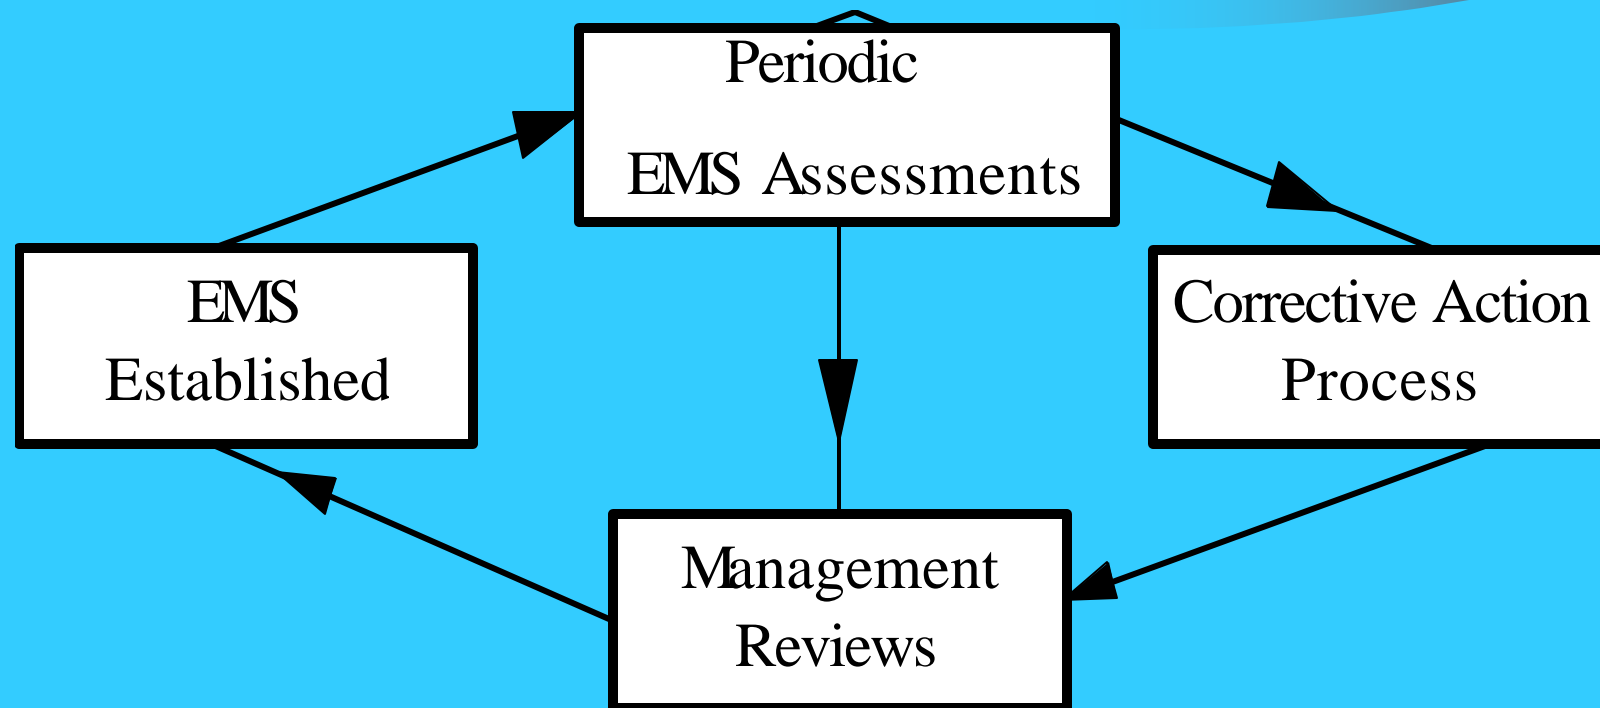 Periodic
EMS Assessments
EMS
Established
Corrective Action
Process
Management
Reviews